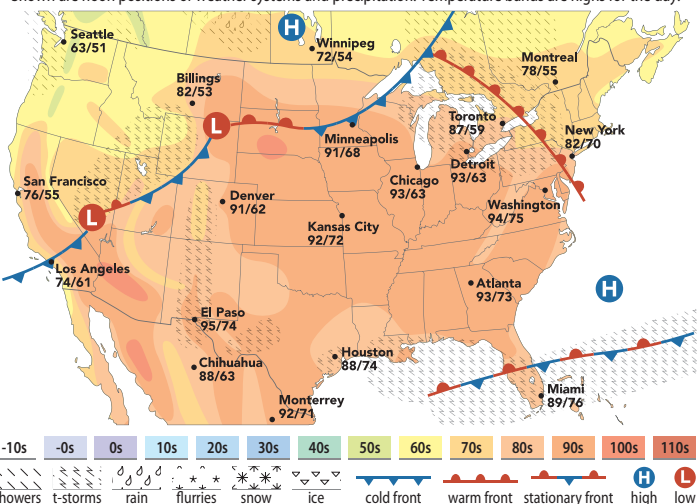 Shown are noon positions of weather systems and precipitation. Temperature bands are highs for the day.
H
Seattle
63/51
Winnipeg
72/54
Montreal
78/55
Billings
82/53
Toronto
87/59
L
Minneapolis
91/68
New York
82/70
Detroit
93/63
Chicago
93/63
San Francisco
76/55
Denver
91/62
Washington
94/75
L
Kansas City
92/72
Los Angeles
74/61
Atlanta
93/73
H
El Paso
95/74
Houston
88/74
Chihuahua
88/63
Miami
89/76
Monterrey
92/71
-10s -0s 0s 10s 20s 30s 40s 50s 60s 70s 80s 90s 100s 110s
H L
howers t-storms rain flurries snow ice cold front warm front stationary front high low